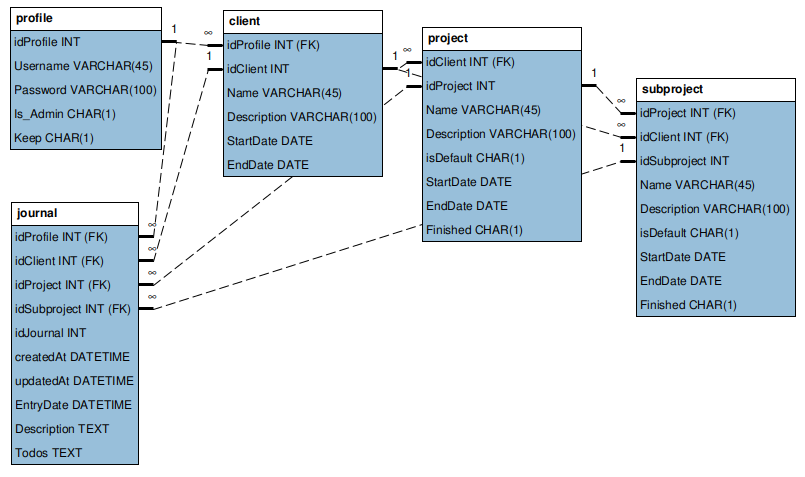 profile
idProfile INT
Username VARCHAR(45)
Password VARCHAR(100)
Is_Admin CHAR(1)
Keep CHAR(1)
1
∞
client
idProfile INT (FK)
1
idClient INT
Name VARCHAR(45)
Description VARCHAR(100)
StartDate DATE
EndDate DATE
1
∞
project
idClient INT (FK)
1
idProject INT
Name VARCHAR(45)
Description VARCHAR(100)
isDefault CHAR(1)
StartDate DATE
EndDate DATE
Finished CHAR(1)
1
subproject
∞
idProject INT (FK)
∞
idClient INT (FK)
1
idSubproject INT
Name VARCHAR(45)
Description VARCHAR(100)
isDefault CHAR(1)
StartDate DATE
EndDate DATE
Finished CHAR(1)
journal
∞
idProfile INT (FK)
∞
idClient INT (FK)
∞
idProject INT (FK)
∞
idSubproject INT (FK)
idJournal INT
createdAt DATETIME
updatedAt DATETIME
EntryDate DATETIME
Description TEXT
Todos TEXT